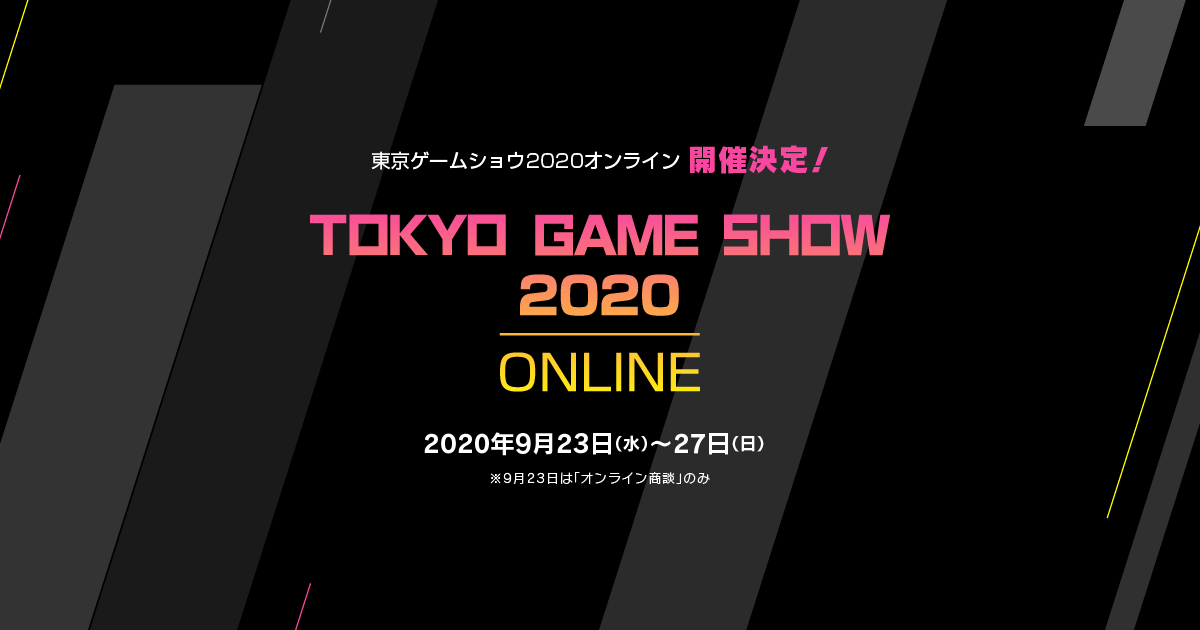 東京ゲームショウ2020オンライン 開催決定!
TOKYO GAME SHOW
2020
ONLINE
2020年9月23日(水)〜27日(日)
※9月23日は「オンライン商談」のみ